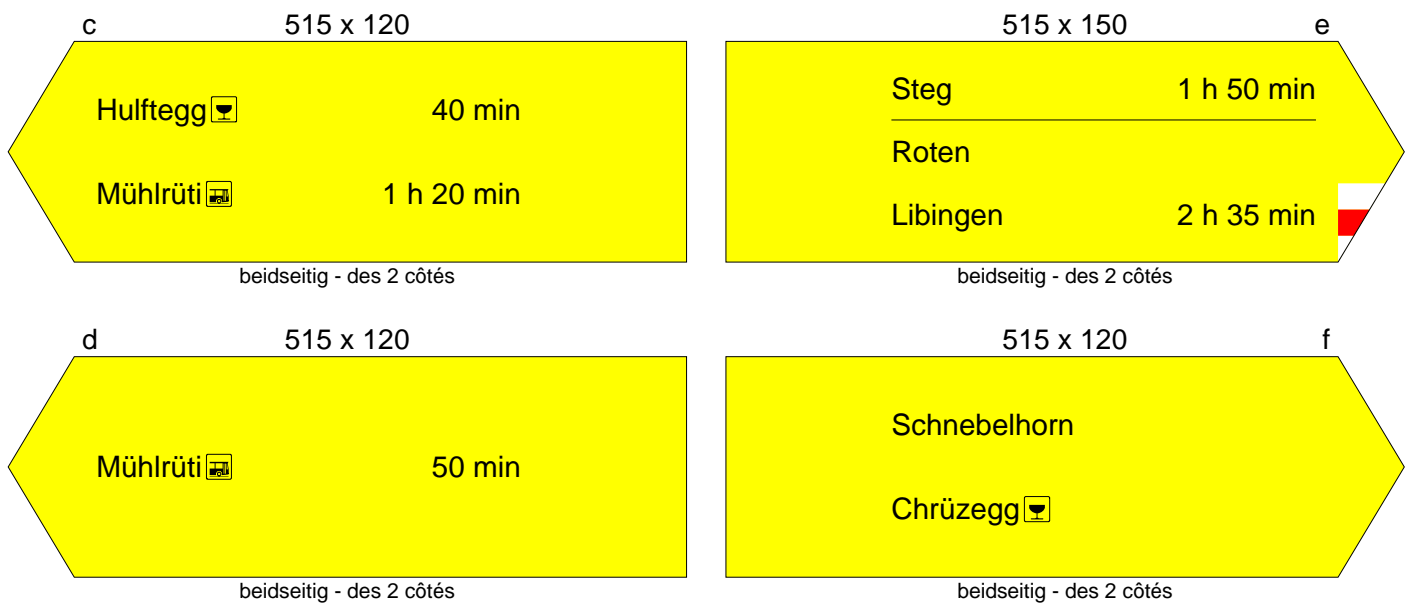 c 515 x 120
Hulftegg 40 min
Mühlrüti 1 h 20 min
beidseitig - des 2 côtés
515 x 150 e
Steg 1 h 50 min
Roten
Libingen 2 h 35 min
beidseitig - des 2 côtés
d 515 x 120
Mühlrüti 50 min
beidseitig - des 2 côtés
515 x 120 f
Schnebelhorn
Chrüzegg
beidseitig - des 2 côtés